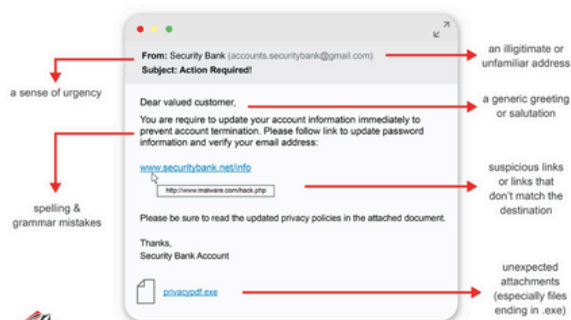 From: Security Bank (accounts.securitybank@gmail.com)
Subject: Action Required!
an illigitimate or
unfamiliar address
a sense of urgency
Dear valued customer,
a generic greeting
or salutation
You are require to update your account information immediately to
prevent account termination. Please follow link to update password
information and verify your email address:
www.securitybank.net/info
http://www.malware.com/hack.php
suspicious links
or links that
don't match the
destination
spelling &
grammar mistakes
Please be sure to read the updated privacy policies in the attached document.
Thanks,
Security Bank Account
privacypdf.exe
unexpected
attachments
(especially files
ending in .exe)